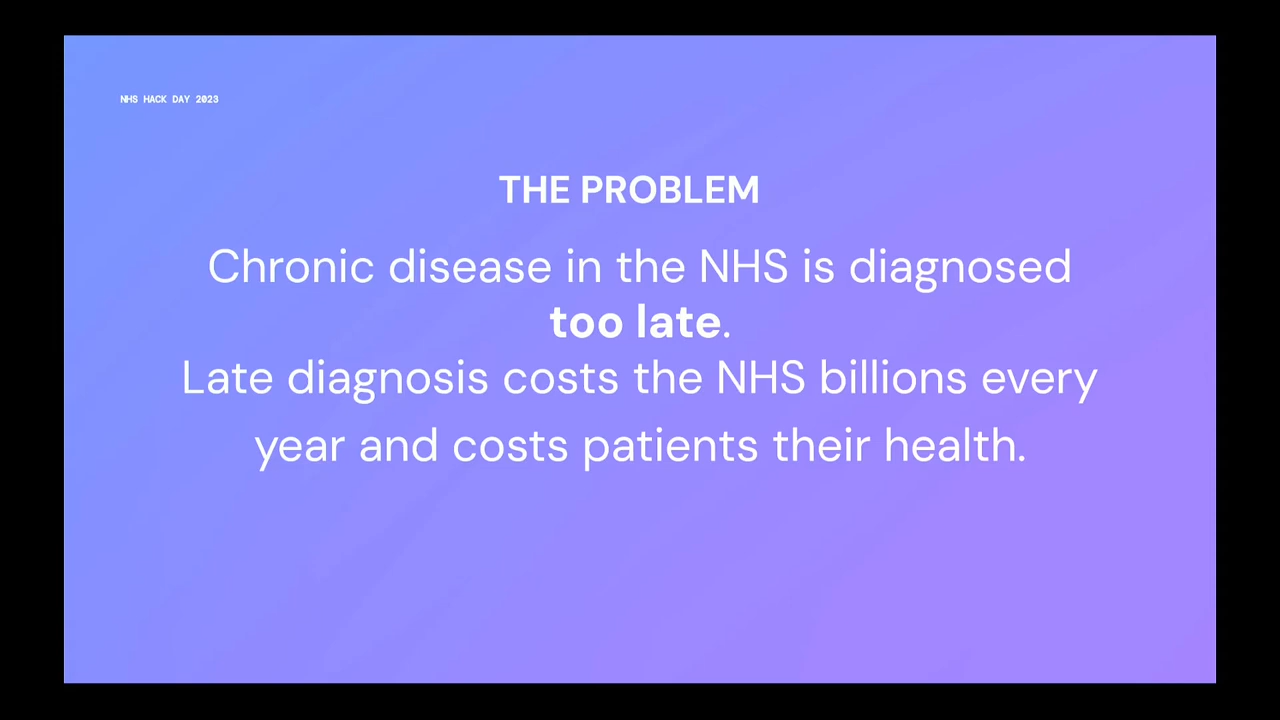 NHS HACK DAY 2023
THE PROBLEM
Chronic disease in the NHS is diagnosed
too late.
Late diagnosis costs the NHS billions every
year and costs patients their health.